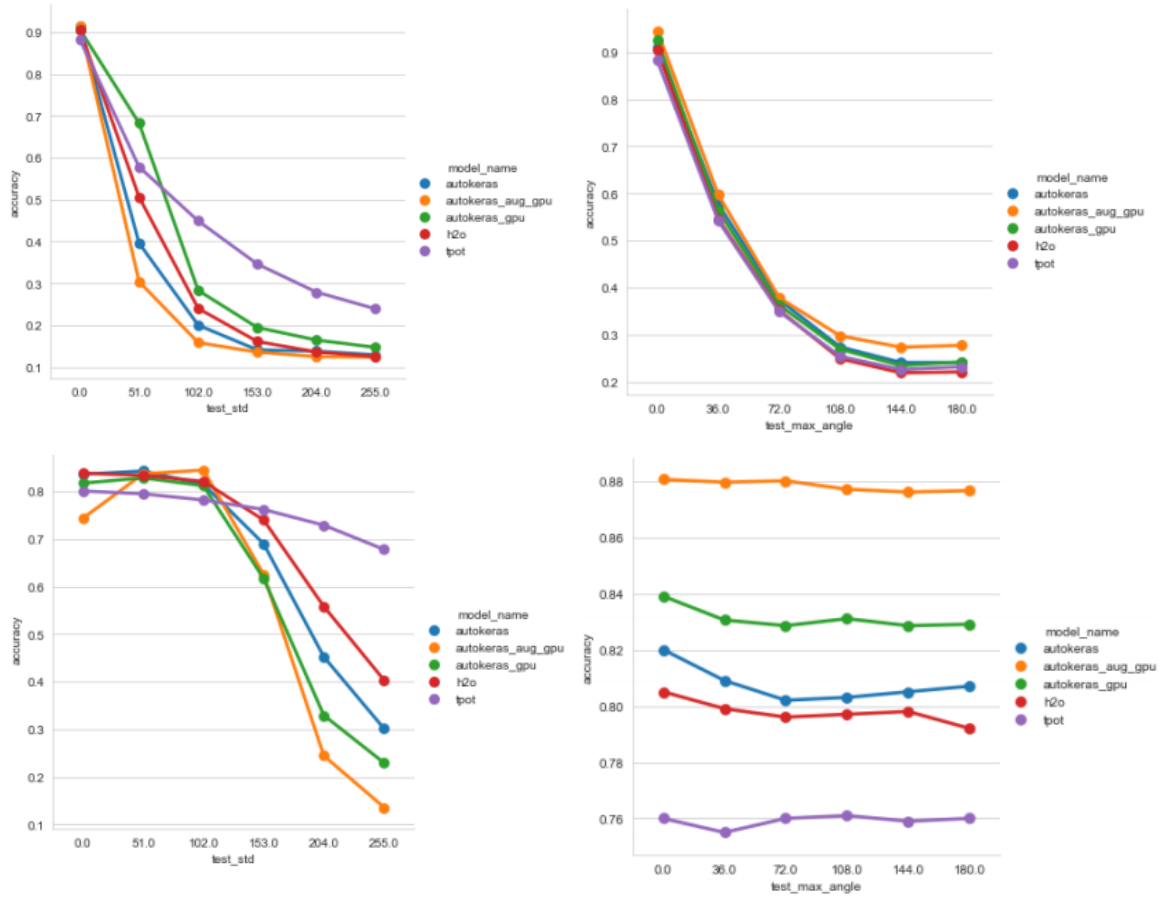 0.9
0.8
0.7
0.6
0.5
0.4
0.3
0.2
0.1
accuracy
0.0 51.0 102.0 153.0 204.0 255.0
test_std
model_name
autokeras
autokeras_aug_gpu
autokeras_gpu
h2o
tpot
0.9
0.8
0.7
0.6
0.5
0.4
0.3
0.2
accuracy
0.0 36.0 72.0 108.0 144.0 180.0
test_max_angle
model_name
autokeras
autokeras_aug_gpu
autokeras_gpu
h2o
tpot
0.8
0.7
0.6
0.5
0.4
0.3
0.2
0.1
accuracy
0.0 51.0 102.0 153.0 204.0 255.0
test_std
model_name
autokeras
autokeras_aug_gpu
autokeras_gpu
h2o
tpot
0.88
0.86
0.84
0.82
0.80
0.78
0.76
accuracy
0.0 36.0 72.0 108.0 144.0 180.0
test_max_angle
model_name
autokeras
autokeras_aug_gpu
autokeras_gpu
h2o
tpot